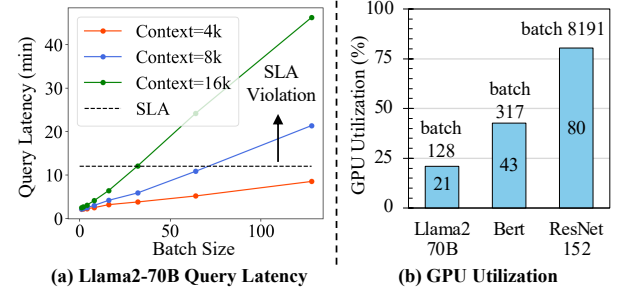 Query Latency (min)
40
30
20
10
0
Context=4k
Context=8k
Context=16k
SLA
SLA
Violation
0
50
100
Batch Size
(a) Llama2-70B Query Latency
GPU Utilization (%)
100
75
50
25
0
batch
128
21
batch
317
43
batch 8191
80
Llama2
70B
Bert
ResNet
152
(b) GPU Utilization